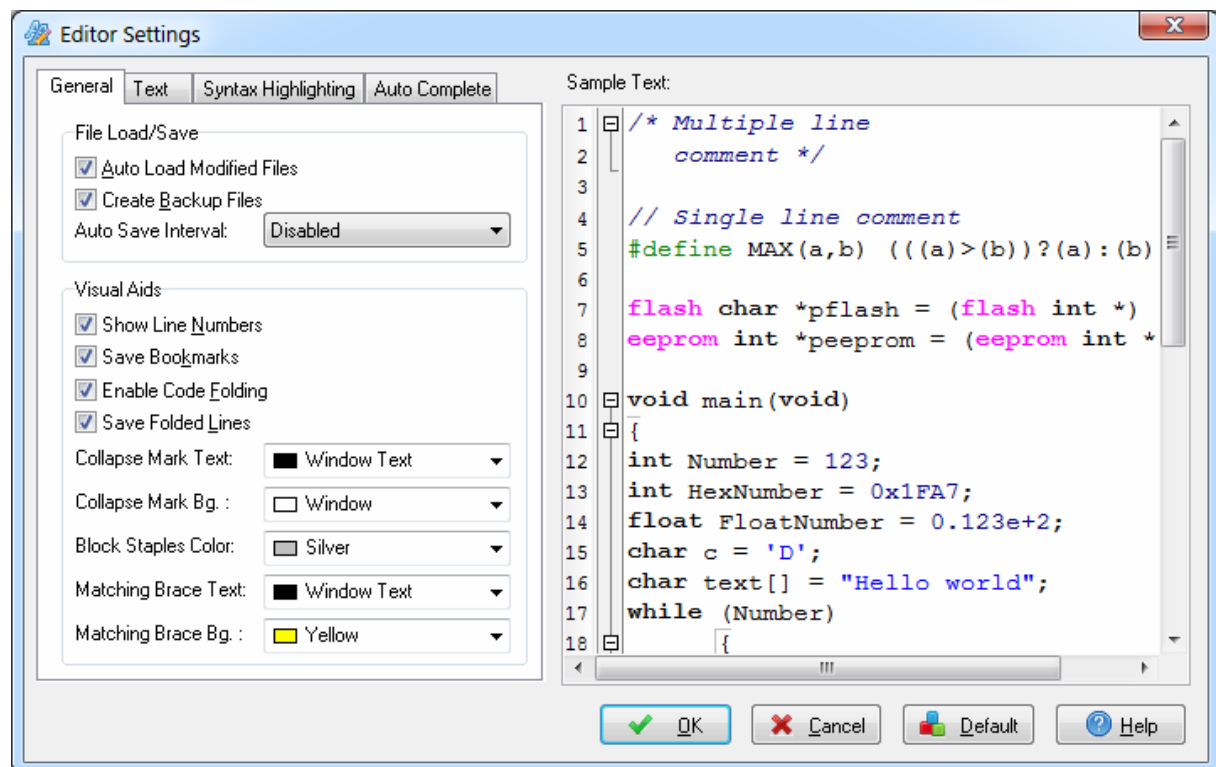 Editor Settings
General Text Syntax Highlighting Auto Complete
File Load/Save
Auto Load Modified Files
Create Backup Files
Auto Save Interval: Disabled
Visual Aids
Show Line Numbers
Save Bookmarks
Enable Code Folding
Save Folded Lines
Collapse Mark Text: Window Text
Collapse Mark Bg. : Window
Block Staples Color: Silver
Matching Brace Text: Window Text
Matching Brace Bg. : Yellow
Sample Text:
1 /* Multiple line
2 comment */
3
4 // Single line comment
5 #define MAX(a,b) (((a)>(b))?(a):(b)
6
7 flash char *pflash = (flash int *)
8 eeprom int *peeprom = (eeprom int *
9
10 void main(void)
11 {
12 int Number = 123;
13 int HexNumber = 0x1FA7;
14 float FloatNumber = 0.123e+2;
15 char c = 'D';
16 char text[] = "Hello world";
17 while (Number)
18 {
OK Cancel Default Help